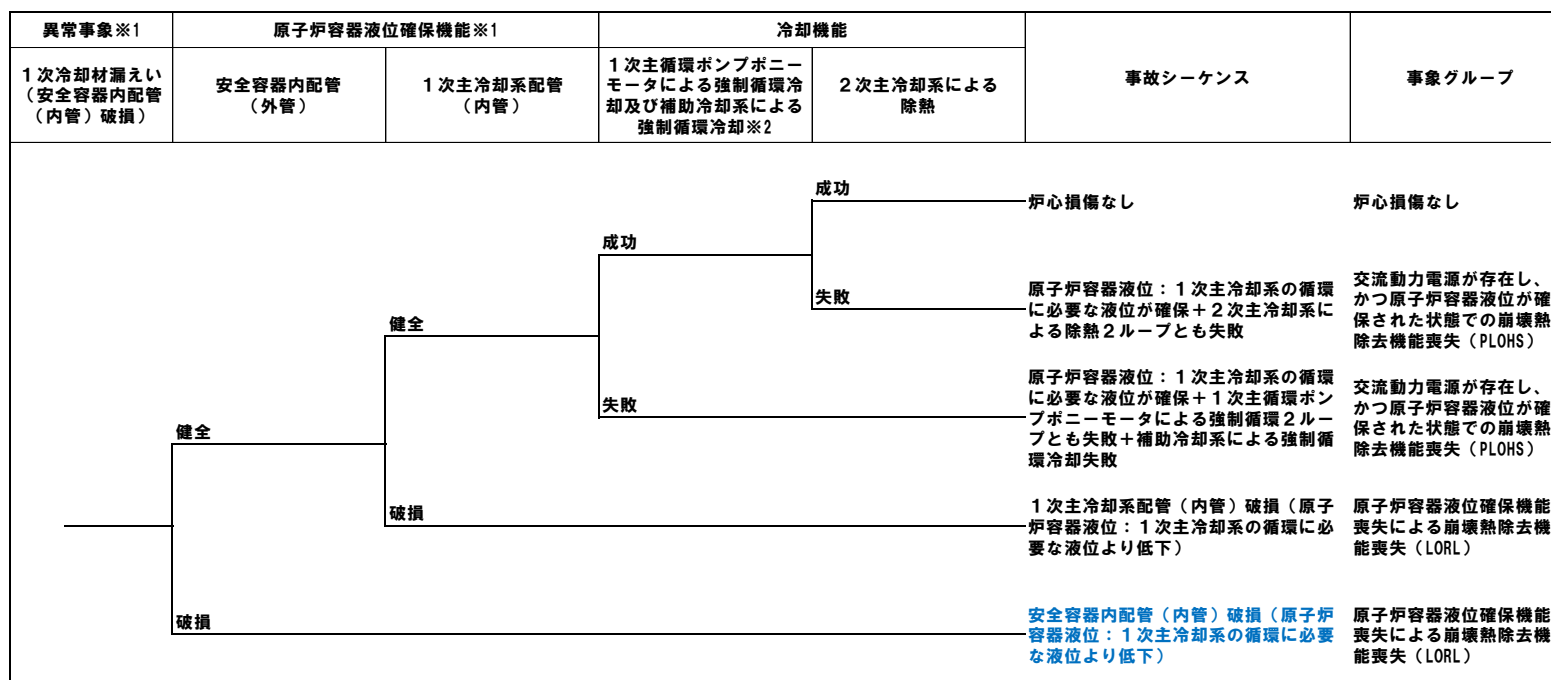 異常事象※1
原子炉容器液位確保機能※1
冷却機能
事故シーケンス
事象グループ
1次冷却材漏えい
(安全容器内配管
(内管)破損)
安全容器内配管
(外管)
1次主冷却系配管
(内管)
1次主循環ポンプポニー
モータによる強制循環冷
却及び補助冷却系による
強制循環冷却※2
2次主冷却系による
除熱
成功
炉心損傷なし
炉心損傷なし
成功
失敗
原子炉容器液位:1次主冷却系の循環
に必要な液位が確保+2次主冷却系に
よる除熱2ループとも失敗
交流動力電源が存在し、
かつ原子炉容器液位が確
保された状態での崩壊熱
除去機能喪失(PLOHS)
健全
失敗
原子炉容器液位:1次主冷却系の循環
に必要な液位が確保+1次主循環ポン
プポニーモータによる強制循環2ルー
プとも失敗+補助冷却系による強制循
環冷却失敗
交流動力電源が存在し、
かつ原子炉容器液位が確
保された状態での崩壊熱
除去機能喪失(PLOHS)
健全
破損
1次主冷却系配管(内管)破損(原子
炉容器液位:1次主冷却系の循環に必
要な液位より低下)
原子炉容器液位確保機能
喪失による崩壊熱除去機
能喪失(LORL)
破損
安全容器内配管(内管)破損(原子炉
容器液位:1次主冷却系の循環に必要
な液位より低下)
原子炉容器液位確保機能
喪失による崩壊熱除去機
能喪失(LORL)